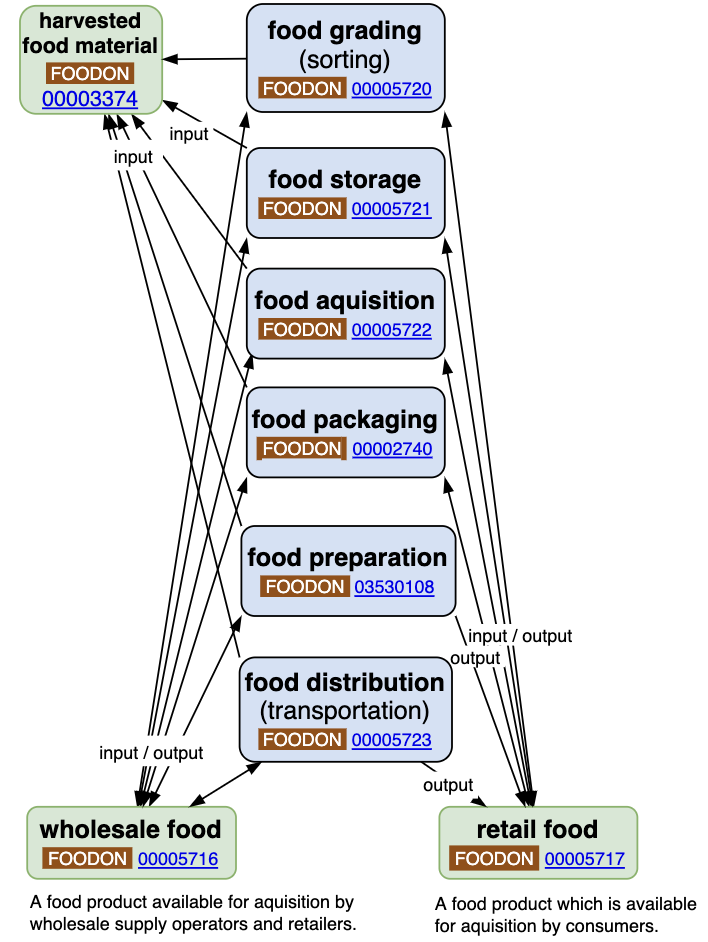 harvested
food material
FOODON
00003374
food grading
(sorting)
FOODON 00005720
input
input
food storage
FOODON 00005721
food aquisition
FOODON 00005722
food packaging
FOODON 00002740
food preparation
FOODON 03530108
input / output
output
food distribution
(transportation)
FOODON 00005723
input / output
output
wholesale food
FOODON 00005716
retail food
FOODON 00005717
A food product available for aquisition by
wholesale supply operators and retailers.
A food product which is available
for aquisition by consumers.